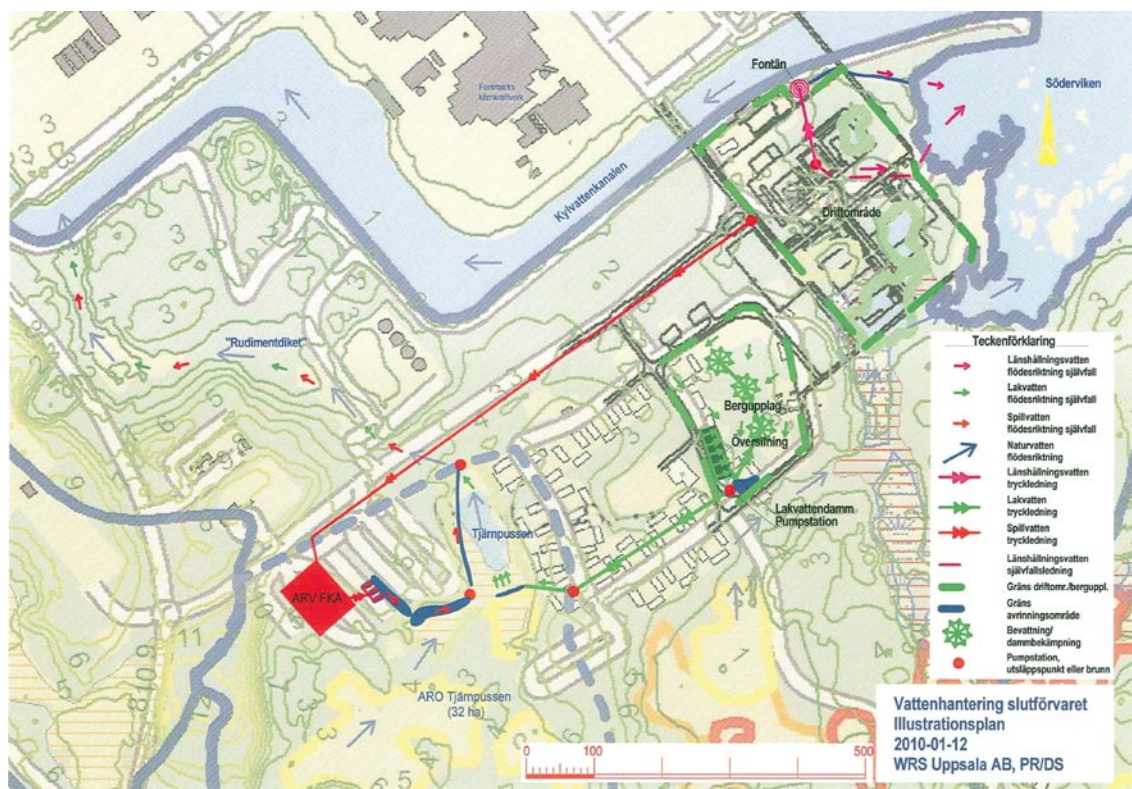 Forsmarks
kärnkraftverk
Fontän
Söderviken
Kylvattenkanalen
Driftområde
"Rudimentdiket"
Bergupplag
Översilning
Lakvattendamm
Pumpstation
Tjärnpussen
ARV FKA
ARO Tjärnpussen
(32 ha)
Teckenförklaring
Länshållningsvatten
flödesriktning självfall
Lakvatten
flödesriktning självfall
Spillvatten
flödesriktning självfall
Naturvatten
flödesriktning
Länshållningsvatten
tryckledning
Lakvatten
tryckledning
Spillvatten
tryckledning
Länshållningsvatten
självfallsledning
Gräns driftomr./berguppl.
Gräns
avrinningsområde
Bevattning/
dammbekämpning
Pumpstation,
utsläppspunkt eller brunn
0 100 500
Vattenhantering slutförvaret
Illustrationsplan
2010-01-12
WRS Uppsala AB, PR/DS